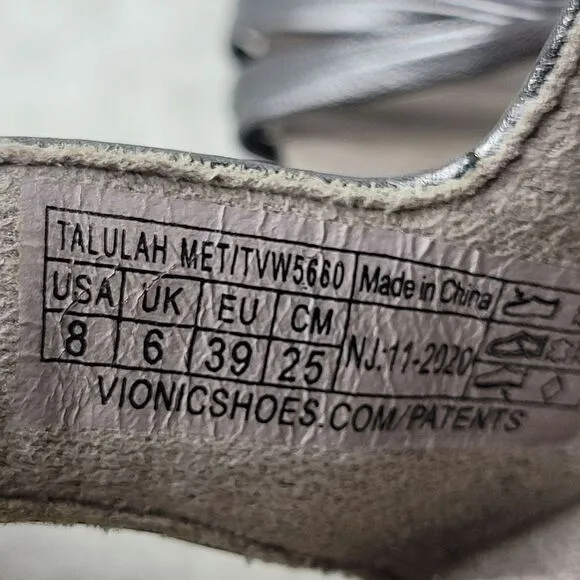 TALULAH MET/TVW5660 Made in China
USA UK EU CM
8 6 39 25 NJ:11-2020
VIONICSHOES.COM/PATENTS